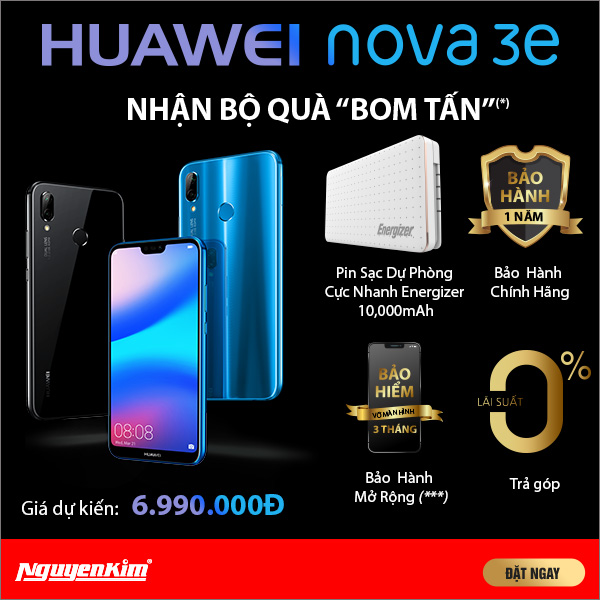 HUAWEI nova 3e
NHẬN BỘ QUÀ “BOM TẤN”(*)
Energizer
Pin Sạc Dự Phòng
Cực Nhanh Energizer
10,000mAh
BẢO
HÀNH
1 NĂM
Bảo Hành
Chính Hãng
HUAWEI
08:08
HUAWEI
BẢO
HIỂM
VỠ MÀN HÌNH
3 THÁNG
Bảo Hành
Mở Rộng (***)
LÃI SUẤT
0%
Trả góp
Giá dự kiến: 6.990.000Đ
NguyenKim®
ĐẶT NGAY